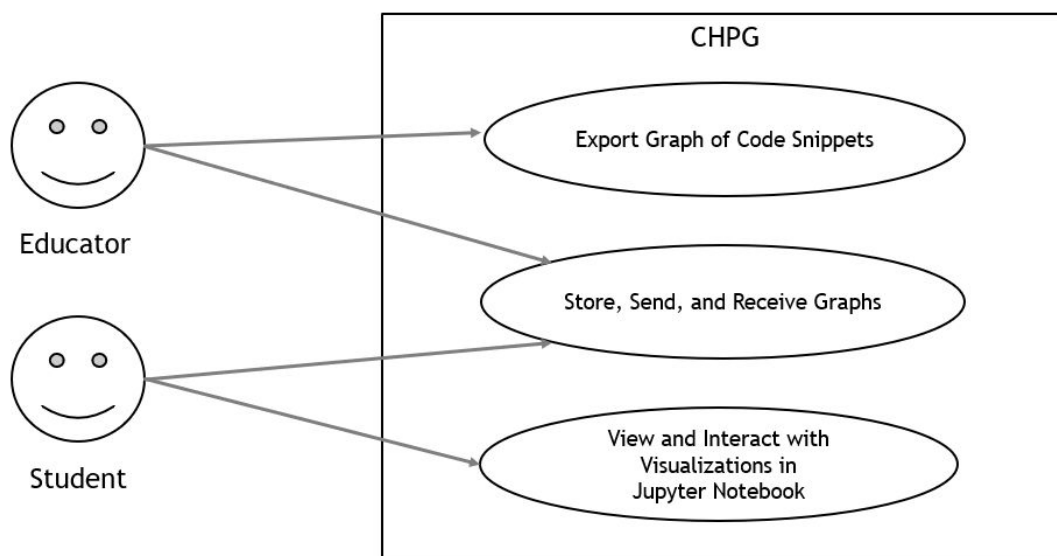 CHPG
Export Graph of Code Snippets
Educator
Store, Send, and Receive Graphs
Student
View and Interact with
Visualizations in
Jupyter Notebook